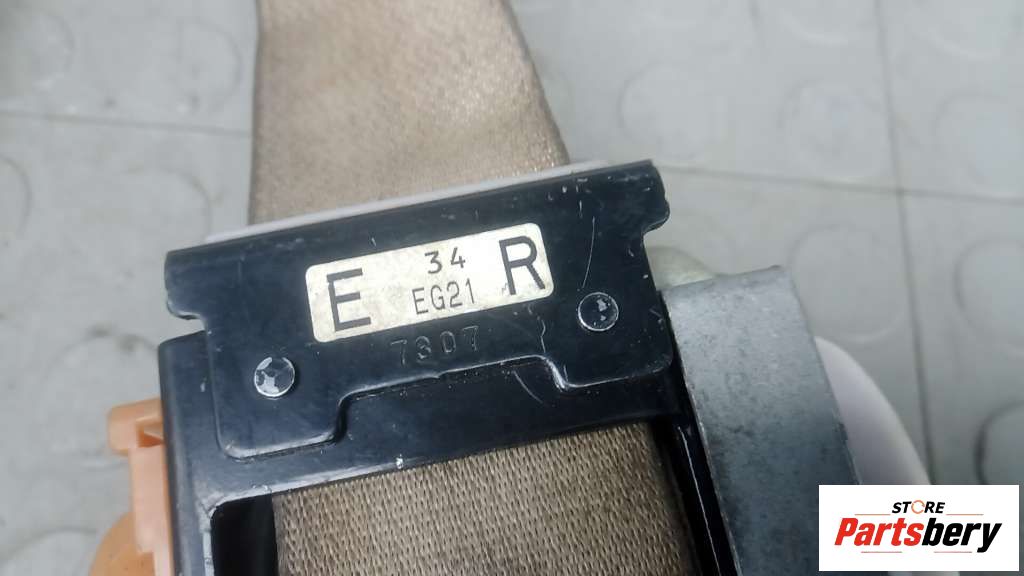 E 34 R
EG21
7307
STORE
Partsbery